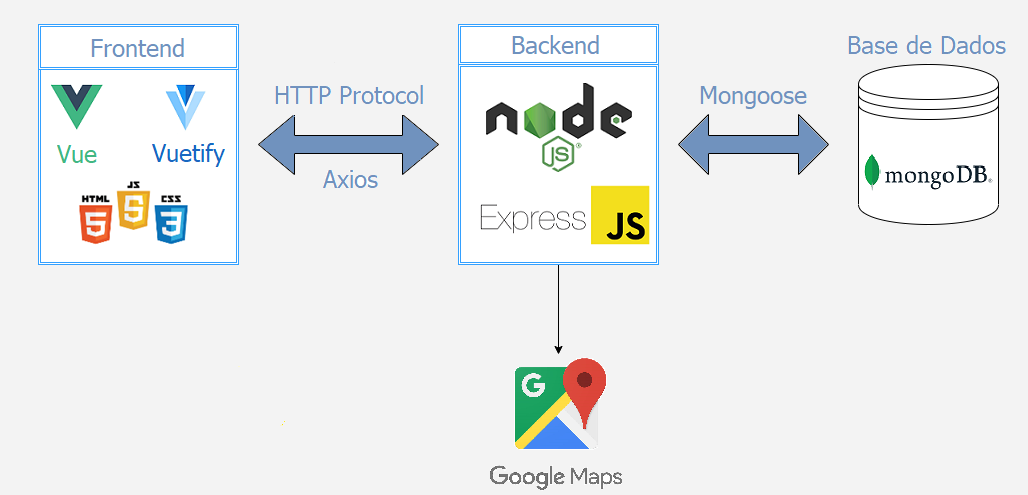 Frontend
Vue
Vuetify
HTML
JS
CSS
5
5
3
HTTP Protocol
Axios
Backend
node
JS
Express
JS
Mongoose
Base de Dados
mongoDB®
G
Google Maps